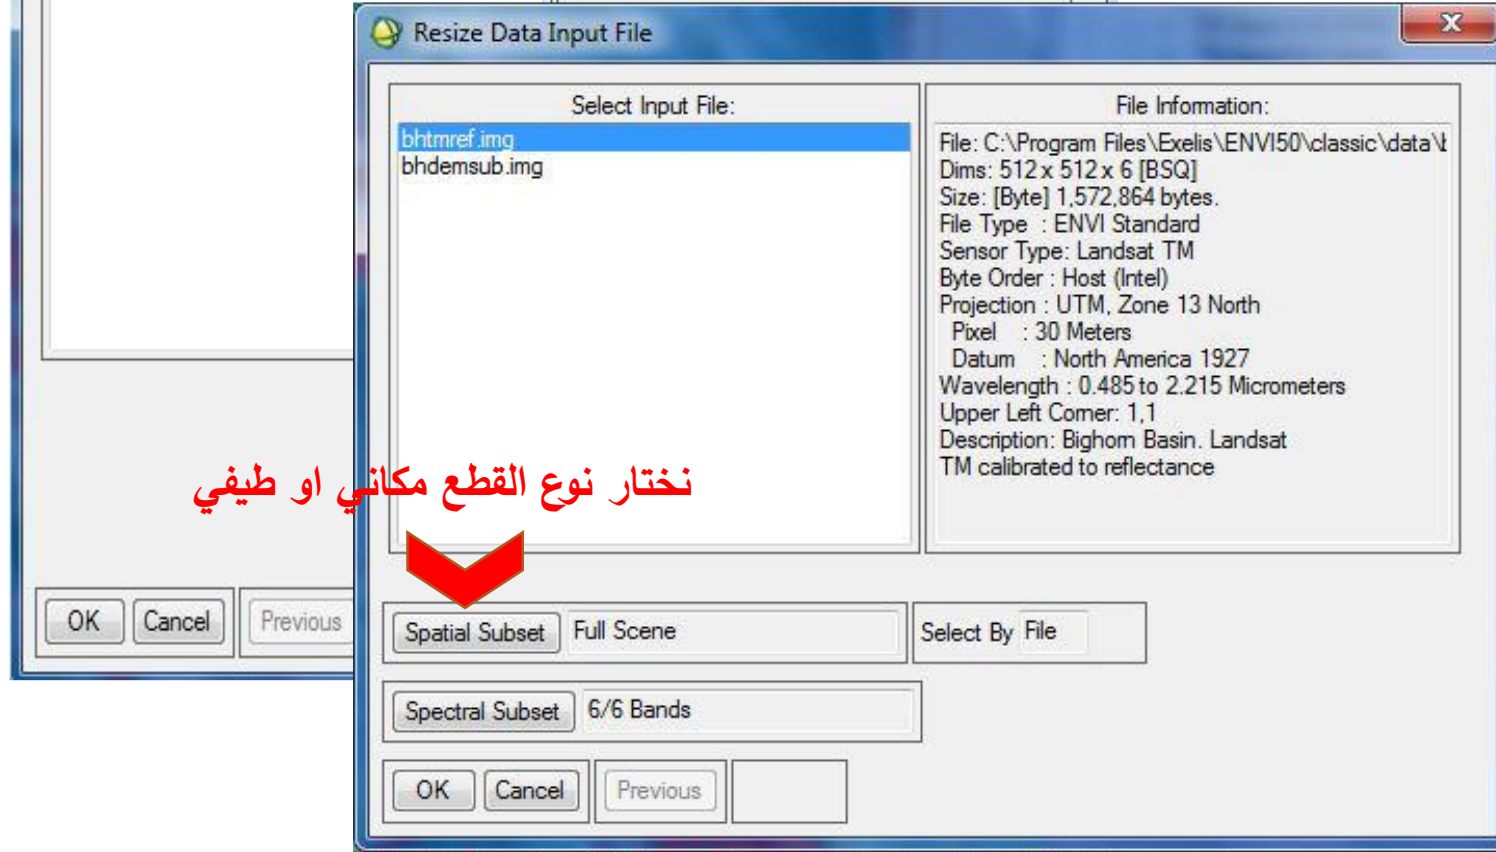 Resize Data Input File
x
Select Input File:
bhtmref.img
bhdemsub.img
File Information:
File: C:\Program Files\Exelis\ENVI50\classic\data\b
Dims: 512 x 512 x 6 [BSQ]
Size: [Byte] 1,572,864 bytes.
File Type : ENVI Standard
Sensor Type: Landsat TM
Byte Order : Host (Intel)
Projection : UTM, Zone 13 North
Pixel : 30 Meters
Datum : North America 1927
Wavelength : 0.485 to 2.215 Micrometers
Upper Left Corner: 1,1
Description: Bighorn Basin. Landsat
TM calibrated to reflectance
نختار نوع القطع مكاني او طيفي
OK Cancel Previous
Spatial Subset Full Scene Select By File
Spectral Subset 6/6 Bands
OK Cancel Previous